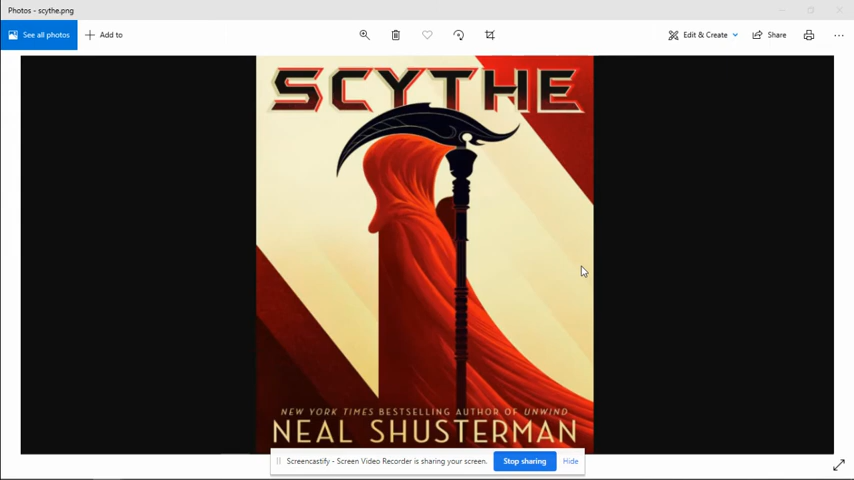 Photos - scythe.png
See all photos
Add to
Edit & Create
Share
SCYTHE
NEW YORK TIMES BESTSELLING AUTHOR OF UNWIND
NEAL SHUSTERMAN
Screencastify - Screen Video Recorder is sharing your screen.
Stop sharing
Hide